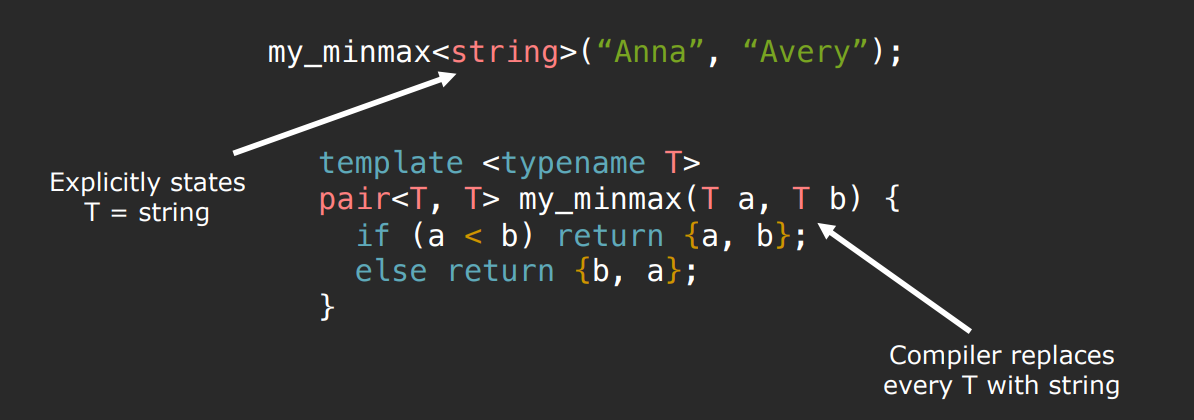 my_minmax<string>(“Anna”, “Avery”);
template <typename T>
pair<T, T> my_minmax(T a, T b) {
  if (a < b) return {a, b};
  else return {b, a};
}
Explicitly states
T = string
Compiler replaces
every T with string